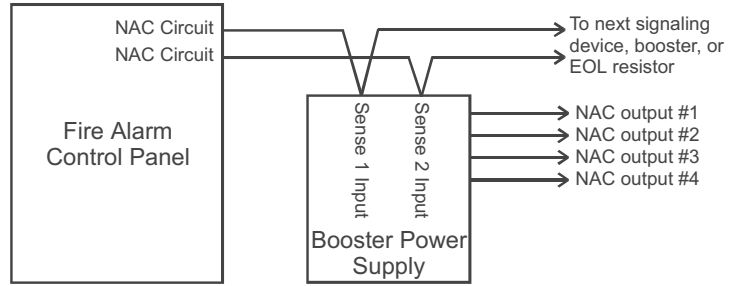 NAC Circuit
NAC Circuit
Fire Alarm
Control Panel
To next signaling
device, booster, or
EOL resistor
Sense 1 Input
Sense 2 Input
NAC output #1
NAC output #2
NAC output #3
NAC output #4
Booster Power
Supply